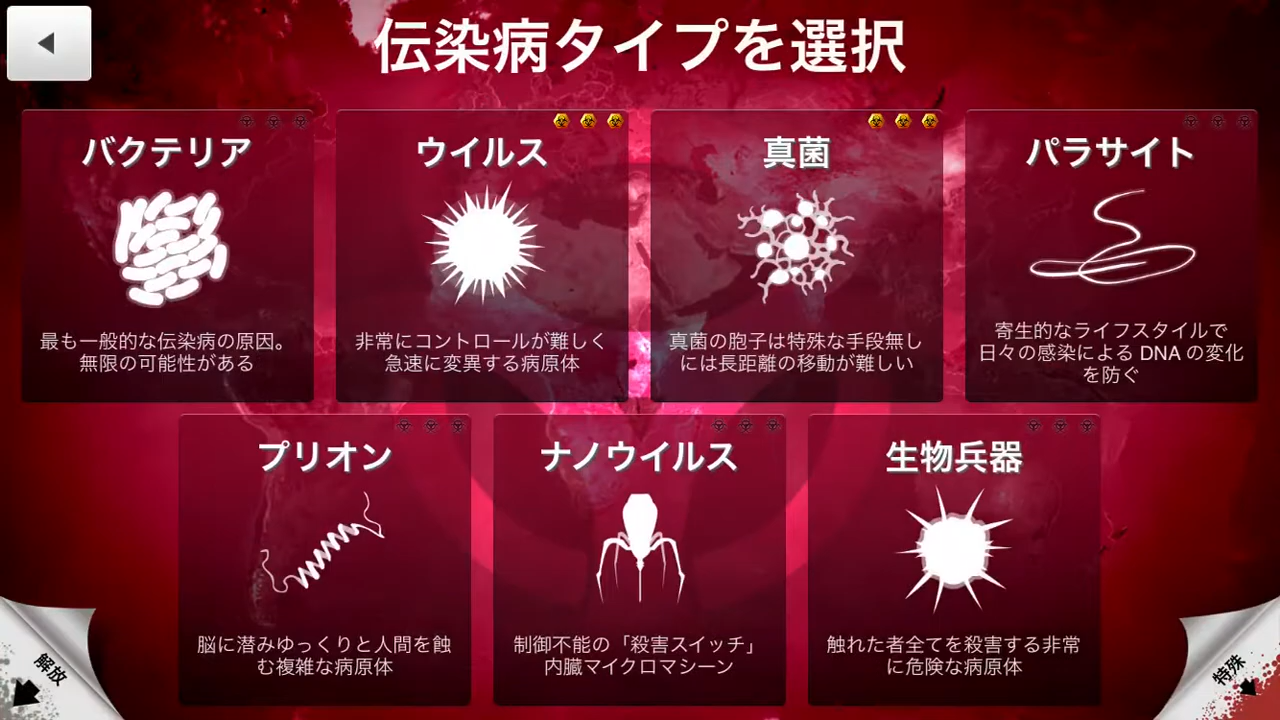 伝染病タイプを選択
バクテリア
最も一般的な伝染病の原因。
無限の可能性がある
ウイルス
非常にコントロールが難しく
急速に変異する病原体
真菌
真菌の胞子は特殊な手段無し
には長距離の移動が難しい
パラサイト
寄生的なライフスタイルで
日々の感染による DNA の変化
を防ぐ
プリオン
脳に潜みゆっくりと人間を蝕
む複雑な病原体
ナノウイルス
制御不能の「殺害スイッチ」
内臓マイクロマシーン
生物兵器
触れた者全てを殺害する非常
に危険な病原体
解放
特殊